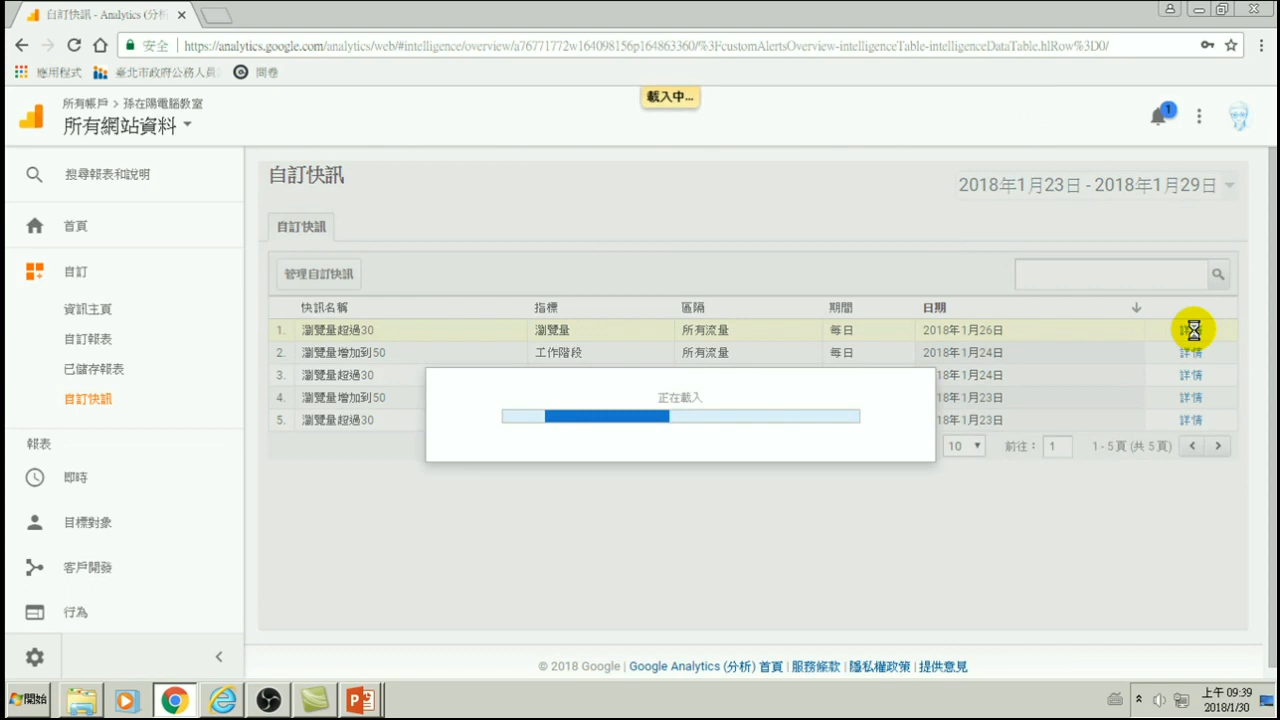 自訂快訊 - Analytics (分析
安全 https://analytics.google.com/analytics/web/#intelligence/overview/a76771772w164098156p164863360/%3FcustomAlertsOverview-intelligenceTable-intelligenceDataTable.hlRow%3D0/
應用程式 臺北市政府公務人員 問卷
所有帳戶 > 孫在陽電腦教室
所有網站資料
載入中...
1
搜尋報表和說明
首頁
自訂
資訊主頁
自訂報表
已儲存報表
自訂快訊
報表
即時
目標對象
客戶開發
行為
自訂快訊
2018年1月23日 - 2018年1月29日
自訂快訊
管理自訂快訊
快訊名稱 指標 區隔 期間 日期
1. 瀏覽量超過30 瀏覽量 所有流量 每日 2018年1月26日
2. 瀏覽量增加到50 工作階段 所有流量 每日 2018年1月24日 詳情
3. 瀏覽量超過30 18年1月24日 詳情
4. 瀏覽量增加到50 18年1月23日 詳情
5. 瀏覽量超過30 18年1月23日 詳情
正在載入
10 前往： 1 1 - 5 頁 (共 5 頁)
© 2018 Google | Google Analytics (分析) 首頁 | 服務條款 | 隱私權政策 | 提供意見
開始
上午 09:39
2018/1/30